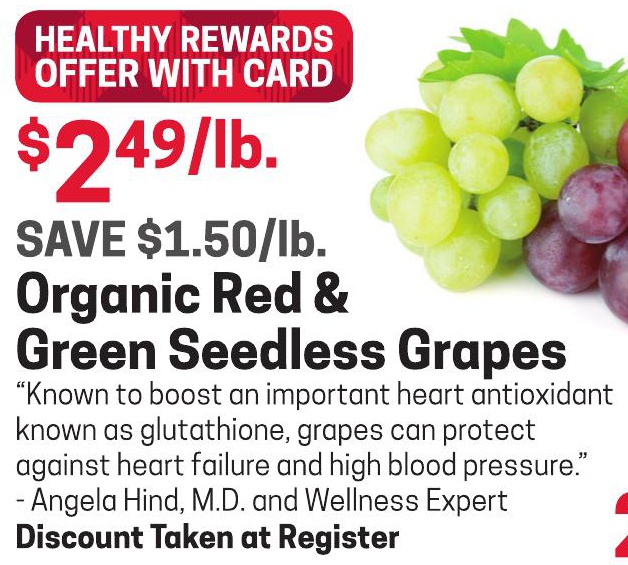 HEALTHY REWARDS
OFFER WITH CARD
$2 49/lb.
SAVE $1.50/lb.
Organic Red &
Green Seedless Grapes
“Known to boost an important heart antioxidant
known as glutathione, grapes can protect
against heart failure and high blood pressure.”
- Angela Hind, M.D. and Wellness Expert
Discount Taken at Register